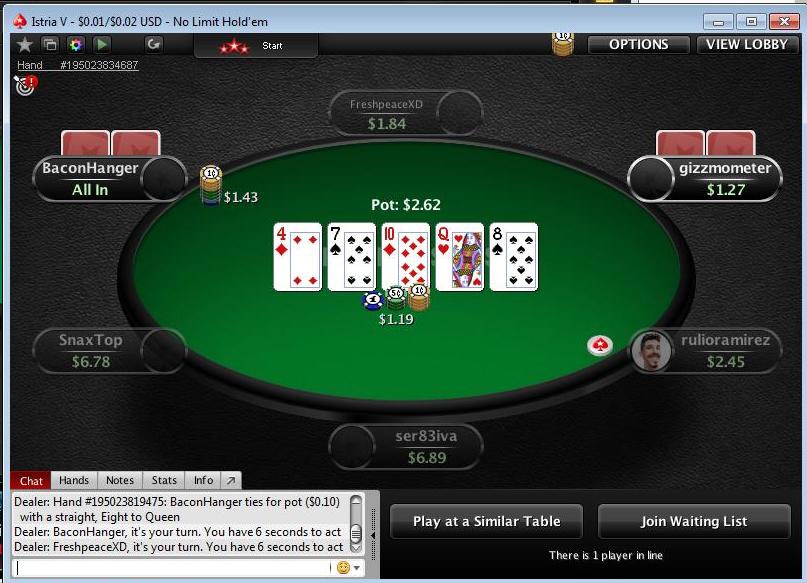 Istria V - $0.01/$0.02 USD - No Limit Hold'em
Start
OPTIONS
VIEW LOBBY
Hand #195023834687
FreshpeaceXD
$1.84
BaconHanger
All In
gizzmometer
$1.27
$1.43
Pot: $2.62
4
7
10
Q
8
$1.19
SnaxTop
$6.78
rulioramirez
$2.45
ser83iva
$6.89
Chat
Hands
Notes
Stats
Info
Dealer: Hand #195023819475: BaconHanger ties for pot ($0.10)
with a straight, Eight to Queen
Dealer: BaconHanger, it's your turn. You have 6 seconds to act
Dealer: FreshpeaceXD, it's your turn. You have 6 seconds to act
Play at a Similar Table
Join Waiting List
There is 1 player in line